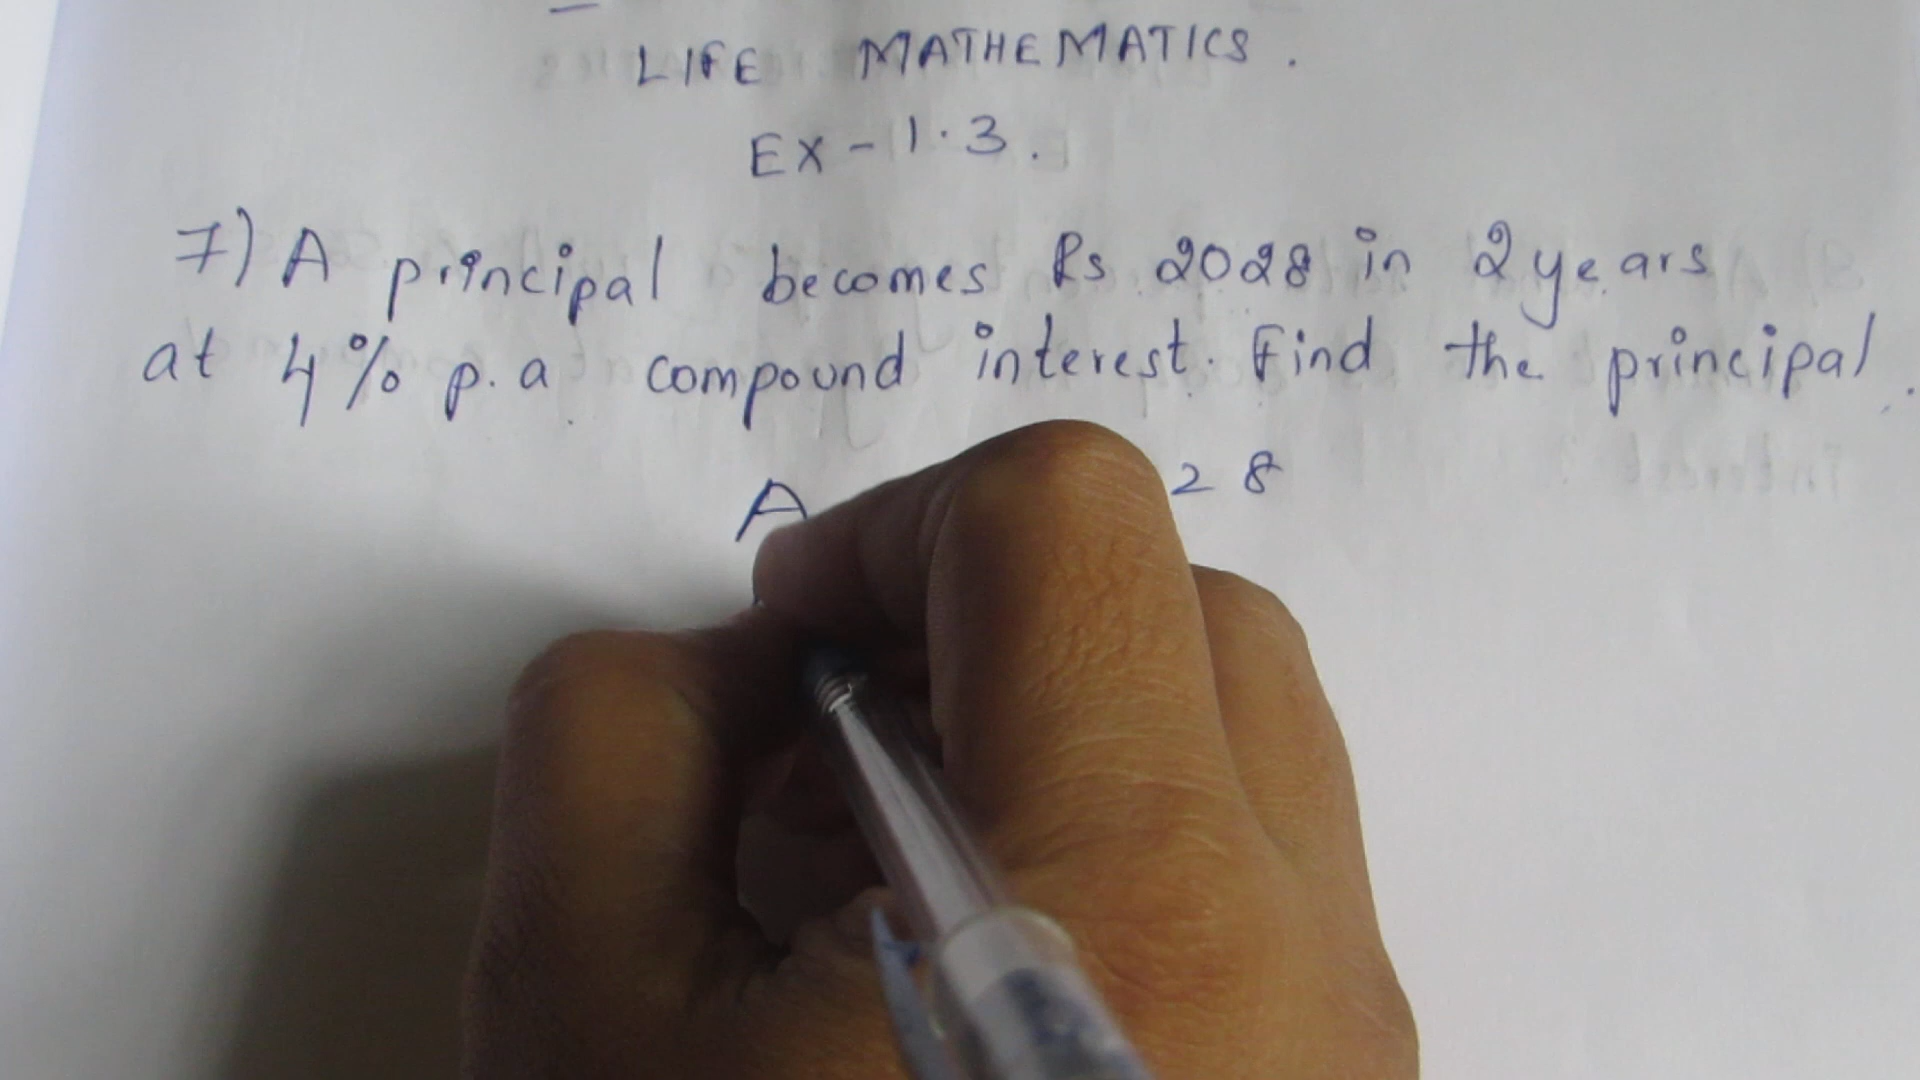 LIFE MATHEMATICS.
EX - 1.3.
7) A principal becomes Rs 2028 in 2 years
at 4% p.a compound interest. Find the principal.
A 28